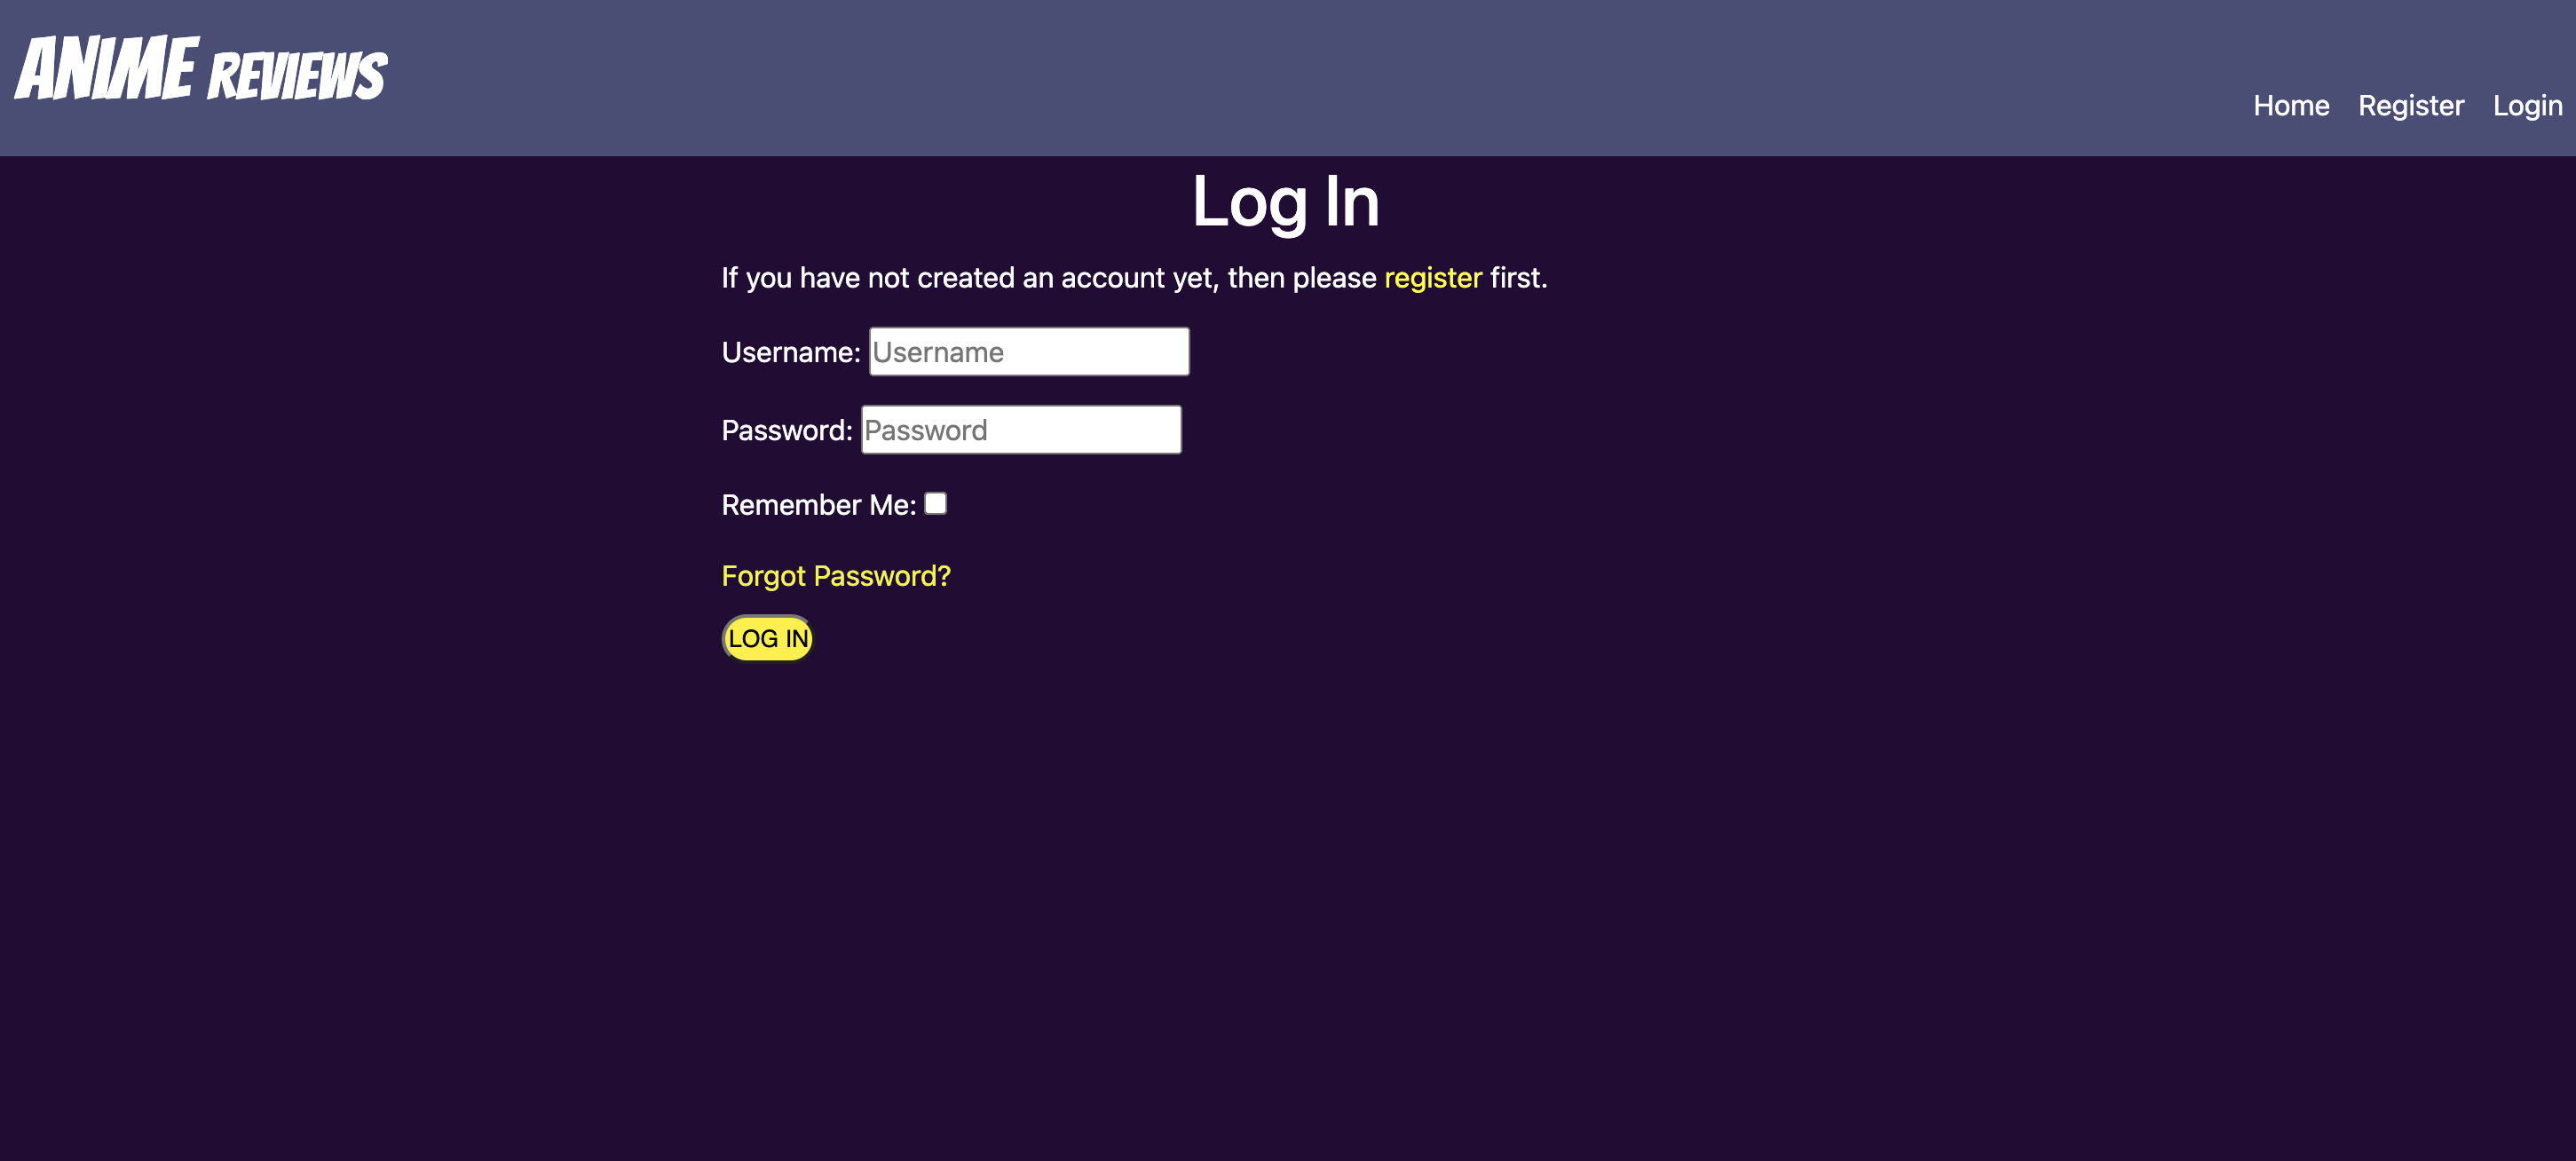 ANIME REVIEWS
Home Register Login
Log In
If you have not created an account yet, then please register first.
Username: Username
Password: Password
Remember Me:
Forgot Password?
LOG IN